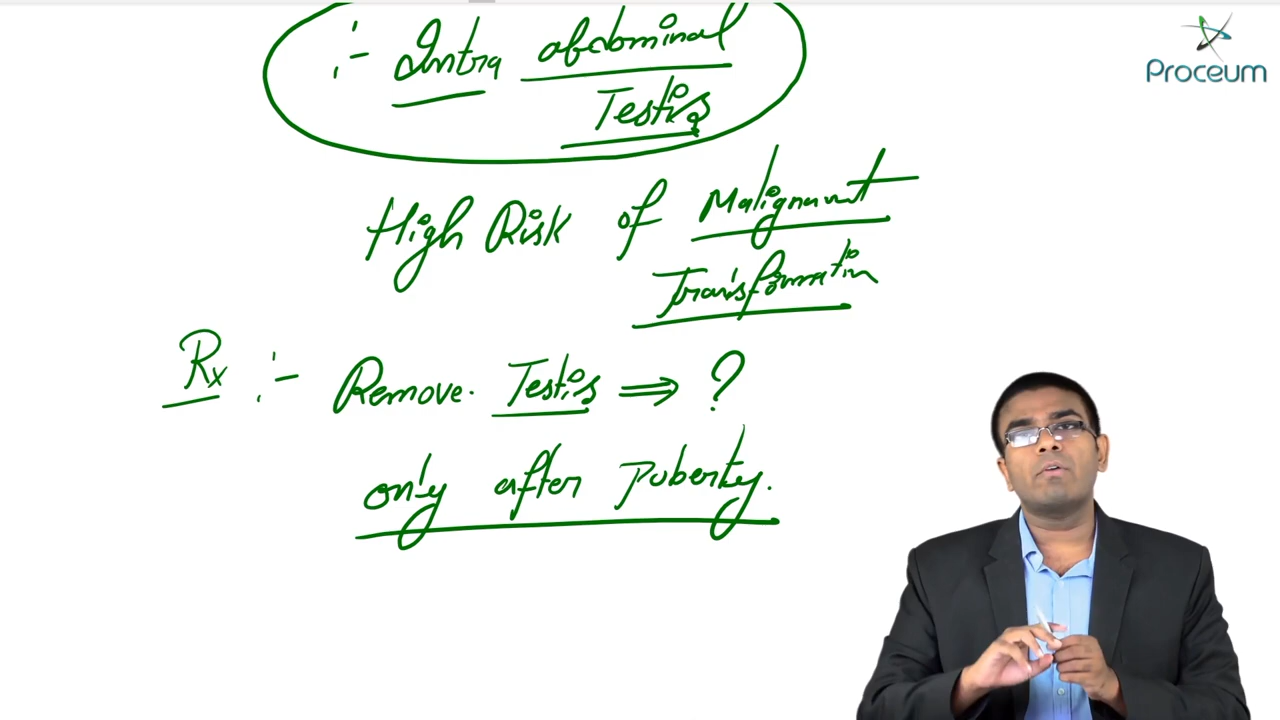 :- Intra abdominal
Testis
High Risk of Malignant
Transformation
Rx :- Remove. Testis ⇒ ?
only after puberty.
Proceum